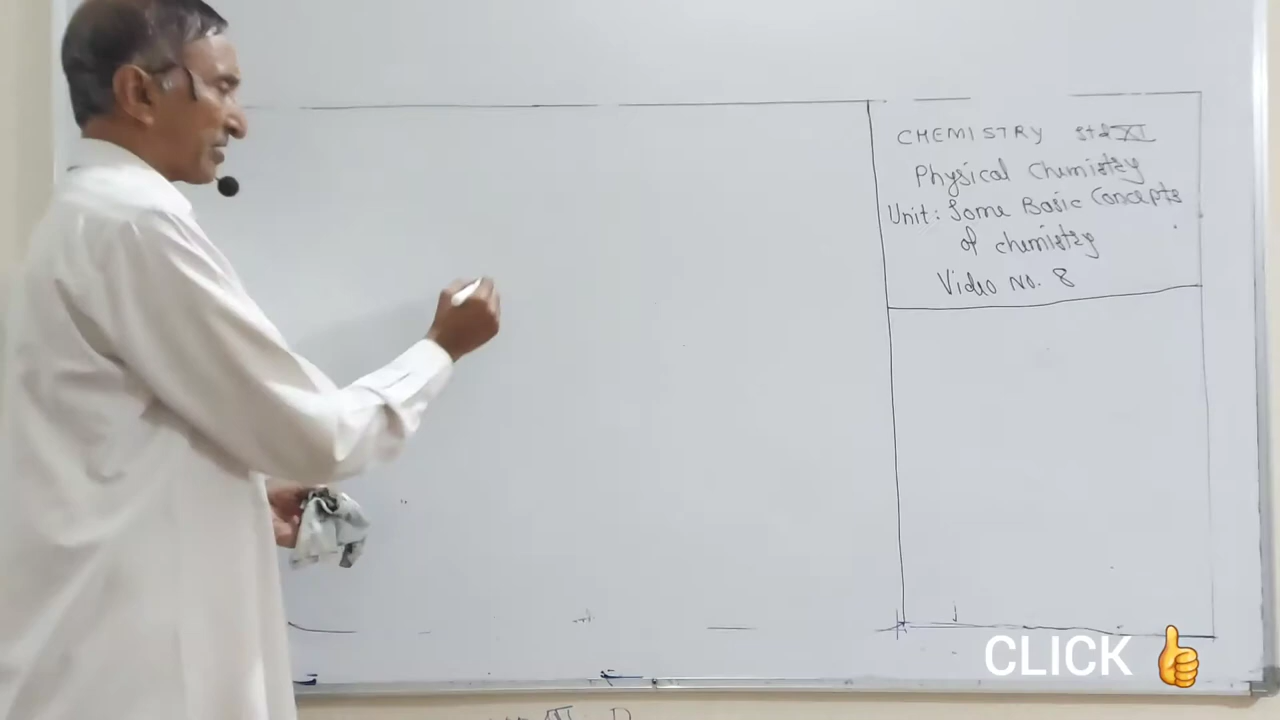 CHEMISTRY std XI
Physical Chemistry
Unit: Some Basic Concepts
of chemistry
Video No. 8
CLICK 👍